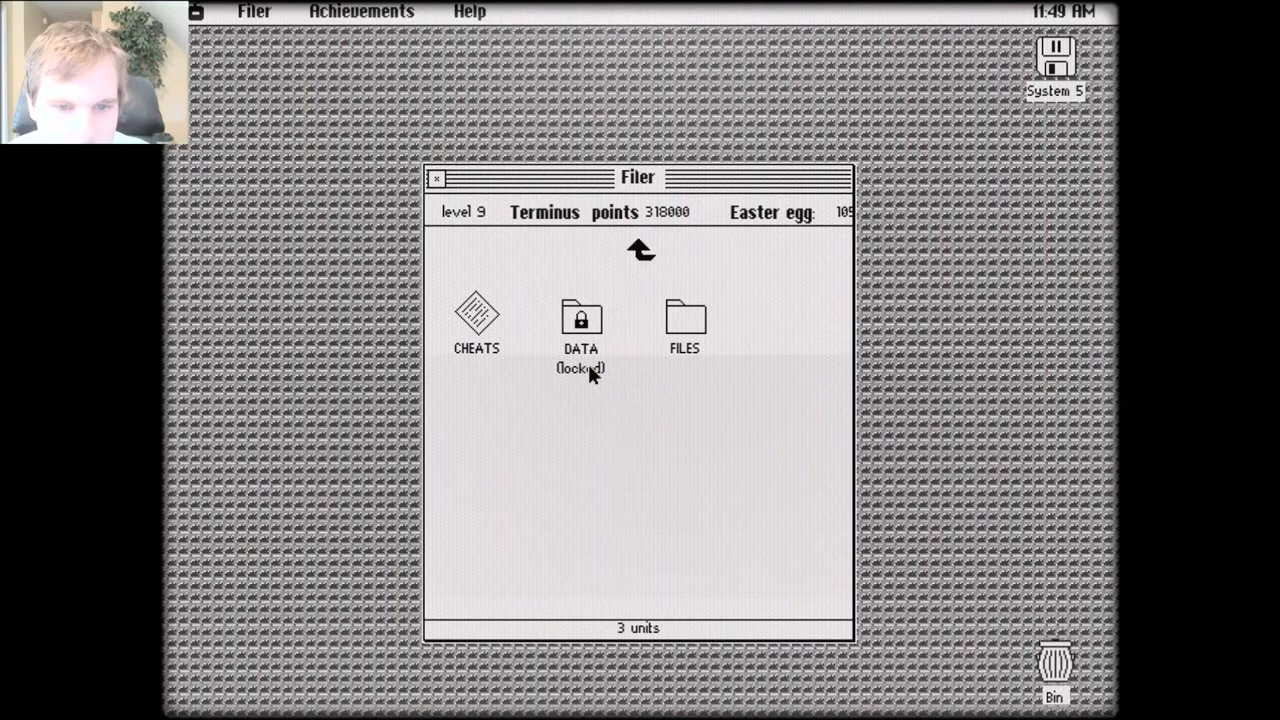 Filer Achievements Help 11:49 AM
System 5
Filer
level 9 Terminus points 318000 Easter egg:
CHEATS DATA FILES
(locked)
3 units
Bin